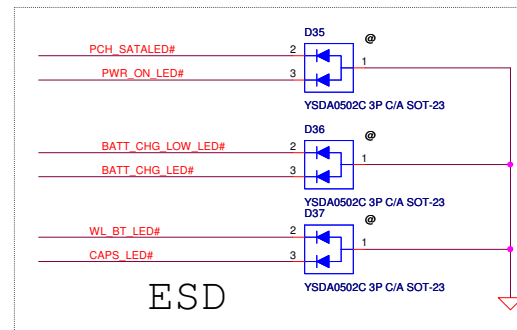 D35
@
PCH_SATALED#
2
1
PWR_ON_LED#
3
YSDA0502C 3P C/A SOT-23
D36
@
BATT_CHG_LOW_LED#
2
1
BATT_CHG_LED#
3
YSDA0502C 3P C/A SOT-23
D37
@
WL_BT_LED#
2
1
CAPS_LED#
3
YSDA0502C 3P C/A SOT-23
ESD